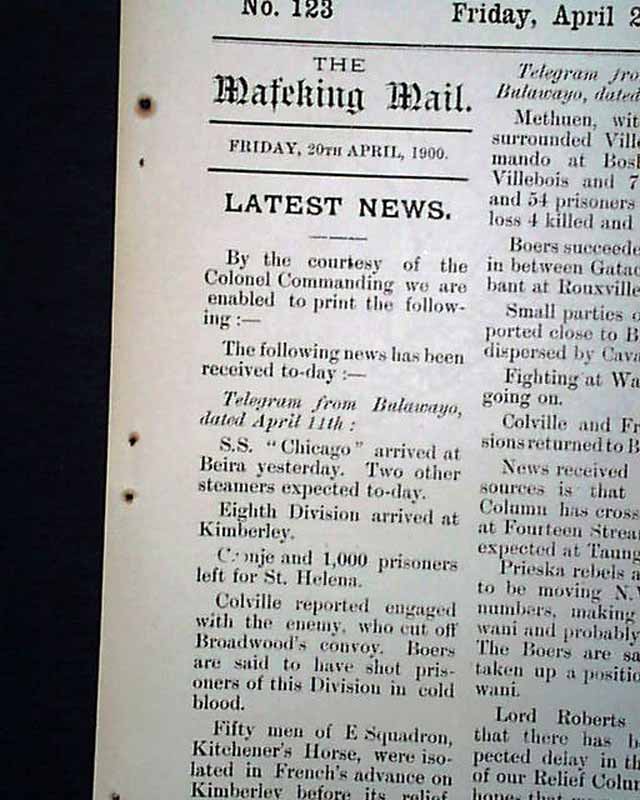 No. 123
Friday, April 2
THE
Mafeking Mail.
FRIDAY, 20TH APRIL, 1900.
LATEST NEWS.
By the courtesy of the
Colonel Commanding we are
enabled to print the follow-
ing :—
The following news has been
received to-day :—
Telegram from Bulawayo,
dated April 11th :
S.S. "Chicago" arrived at
Beira yesterday. Two other
steamers expected to-day.
Eighth Division arrived at
Kimberley.
Cronje and 1,000 prisoners
left for St. Helena.
Colville reported engaged
with the enemy, who cut off
Broadwood's convoy. Boers
are said to have shot pris-
oners of this Division in cold
blood.
Fifty men of E Squadron,
Kitchener's Horse, were iso-
lated in French's advance on
Kimberley before its relief
Telegram fro
Bulawayo, dated
Methuen, wit
surrounded Ville
mando at Bosh
Villebois and 7
and 54 prisoners
loss 4 killed and
Boers succeede
in between Gatac
bant at Rouxville
Small parties o
ported close to B
dispersed by Cava
Fighting at Wa
going on.
Colville and Fr
sions returned to B
News received
sources is that
Column has cross
at Fourteen Strea
expected at Taung
Prieska rebels a
to be moving N.W
numbers, making
wani and probably
The Boers are sa
taken up a positio
wani.
Lord Roberts
that there has b
pected delay in th
of our Relief Colu
hopes that